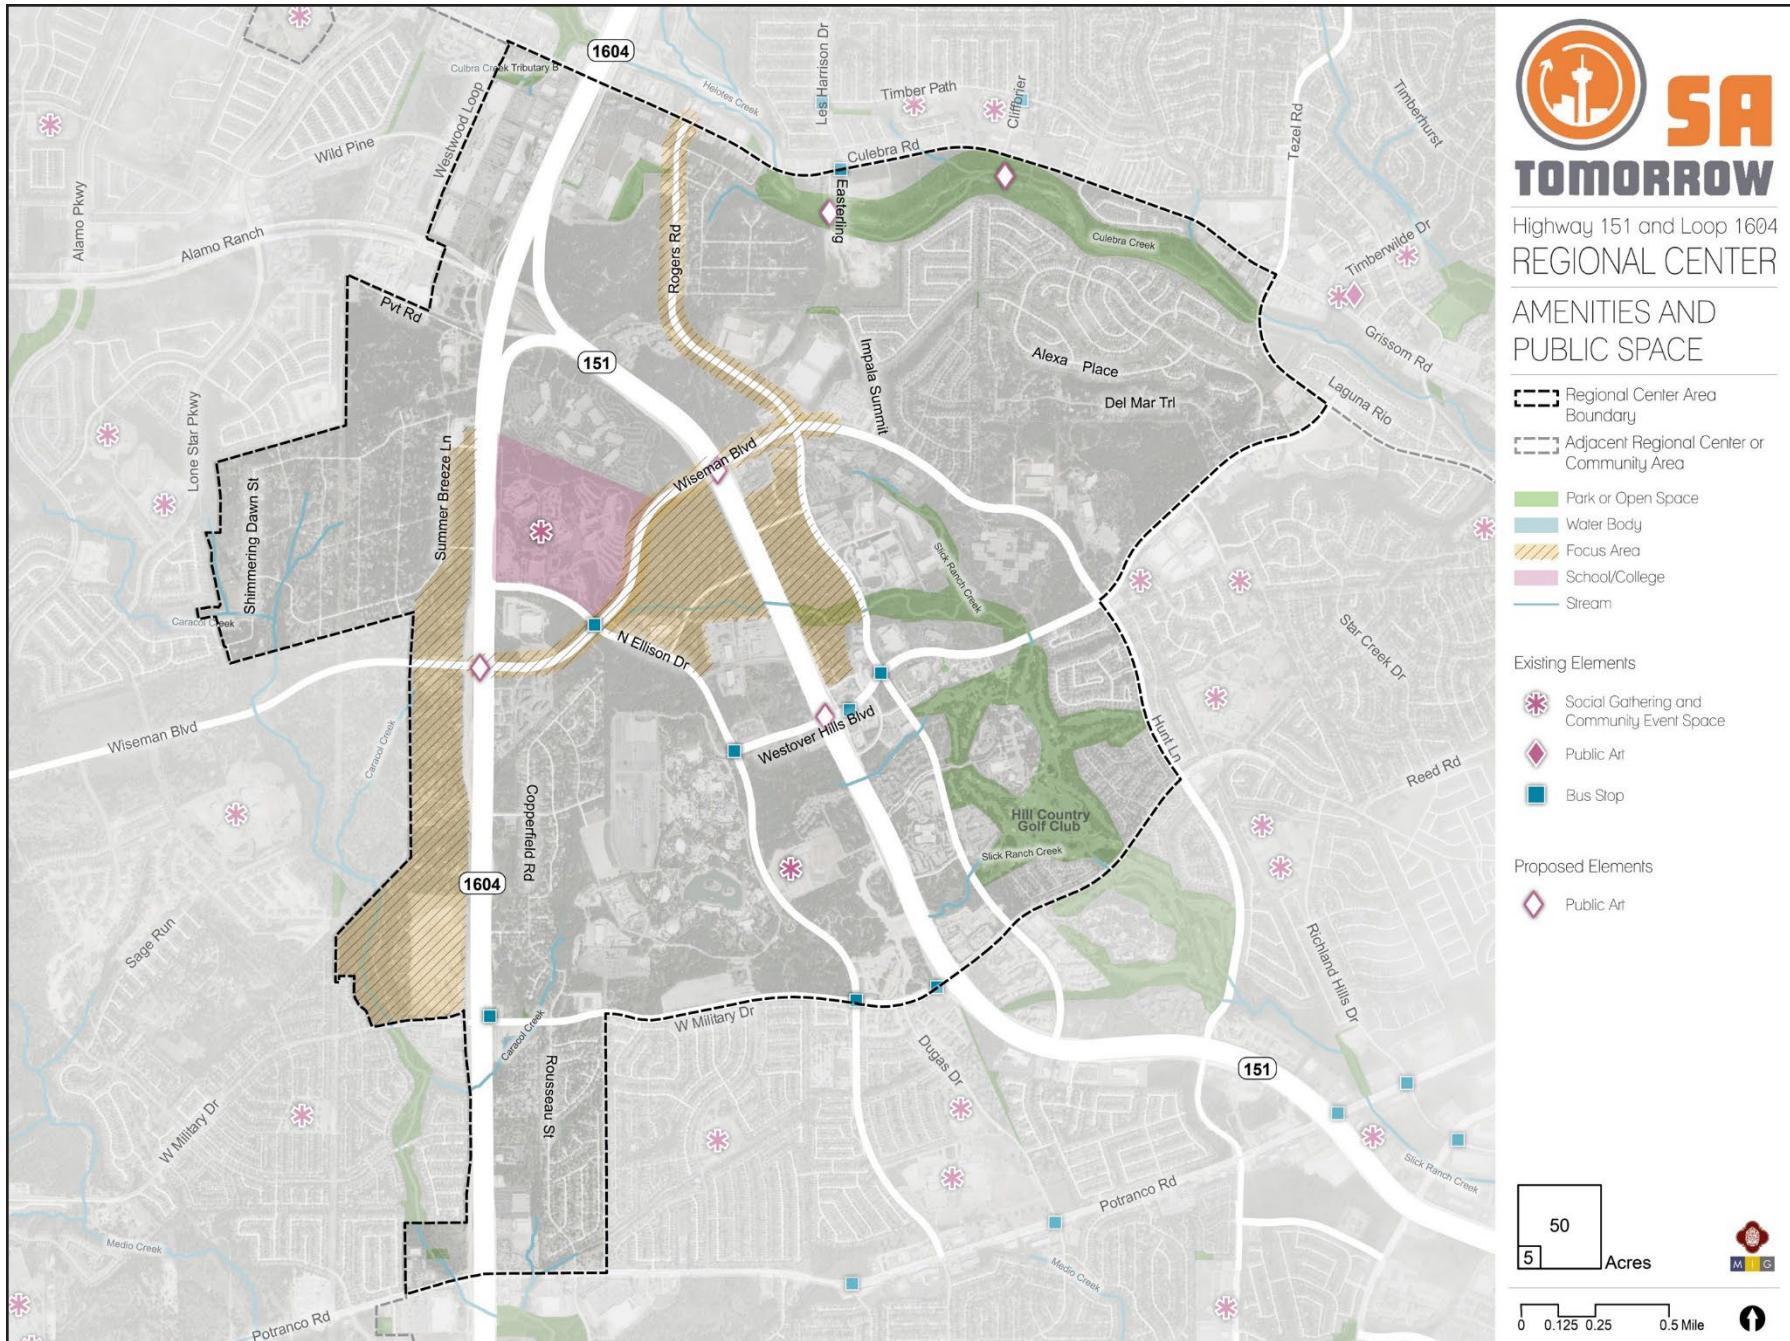 1604
Culbra Creek Tributary B
Westwood Loop
Wild Pine
Helotes Creek
Les Harrison Dr
Timber Path
Cliffbrier
Culebra Rd
Tezel Rd
Timberhurst
Alamo Pkwy
Alamo Ranch
Pvt Rd
Rogers Rd
Easterling
Culebra Creek
Timberwilde Dr
Grissom Rd
Laguna Rio
151
Impala Summit
Alexa Place
Del Mar Trl
Lone Star Pkwy
Shimmering Dawn St
Summer Breeze Ln
Wiseman Blvd
Slick Ranch Creek
Caracol Creek
N Ellison Dr
Star Creek Dr
Wiseman Blvd
Caracol Creek
Westover Hills Blvd
Hunt Ln
Reed Rd
Copperfield Rd
Hill Country
Golf Club
Slick Ranch Creek
1604
Sage Run
Richland Hills Dr
W Military Dr
Caracol Creek
Rousseau St
Dugas Dr
151
W Military Dr
Potranco Rd
Slick Ranch Creek
Medio Creek
Medio Creek
Potranco Rd
SA
TOMORROW
Highway 151 and Loop 1604
REGIONAL CENTER
AMENITIES AND
PUBLIC SPACE
Regional Center Area
Boundary
Adjacent Regional Center or
Community Area
Park or Open Space
Water Body
Focus Area
School/College
Stream
Existing Elements
Social Gathering and
Community Event Space
Public Art
Bus Stop
Proposed Elements
Public Art
50
5
Acres
M I G
0 0.125 0.25 0.5 Mile